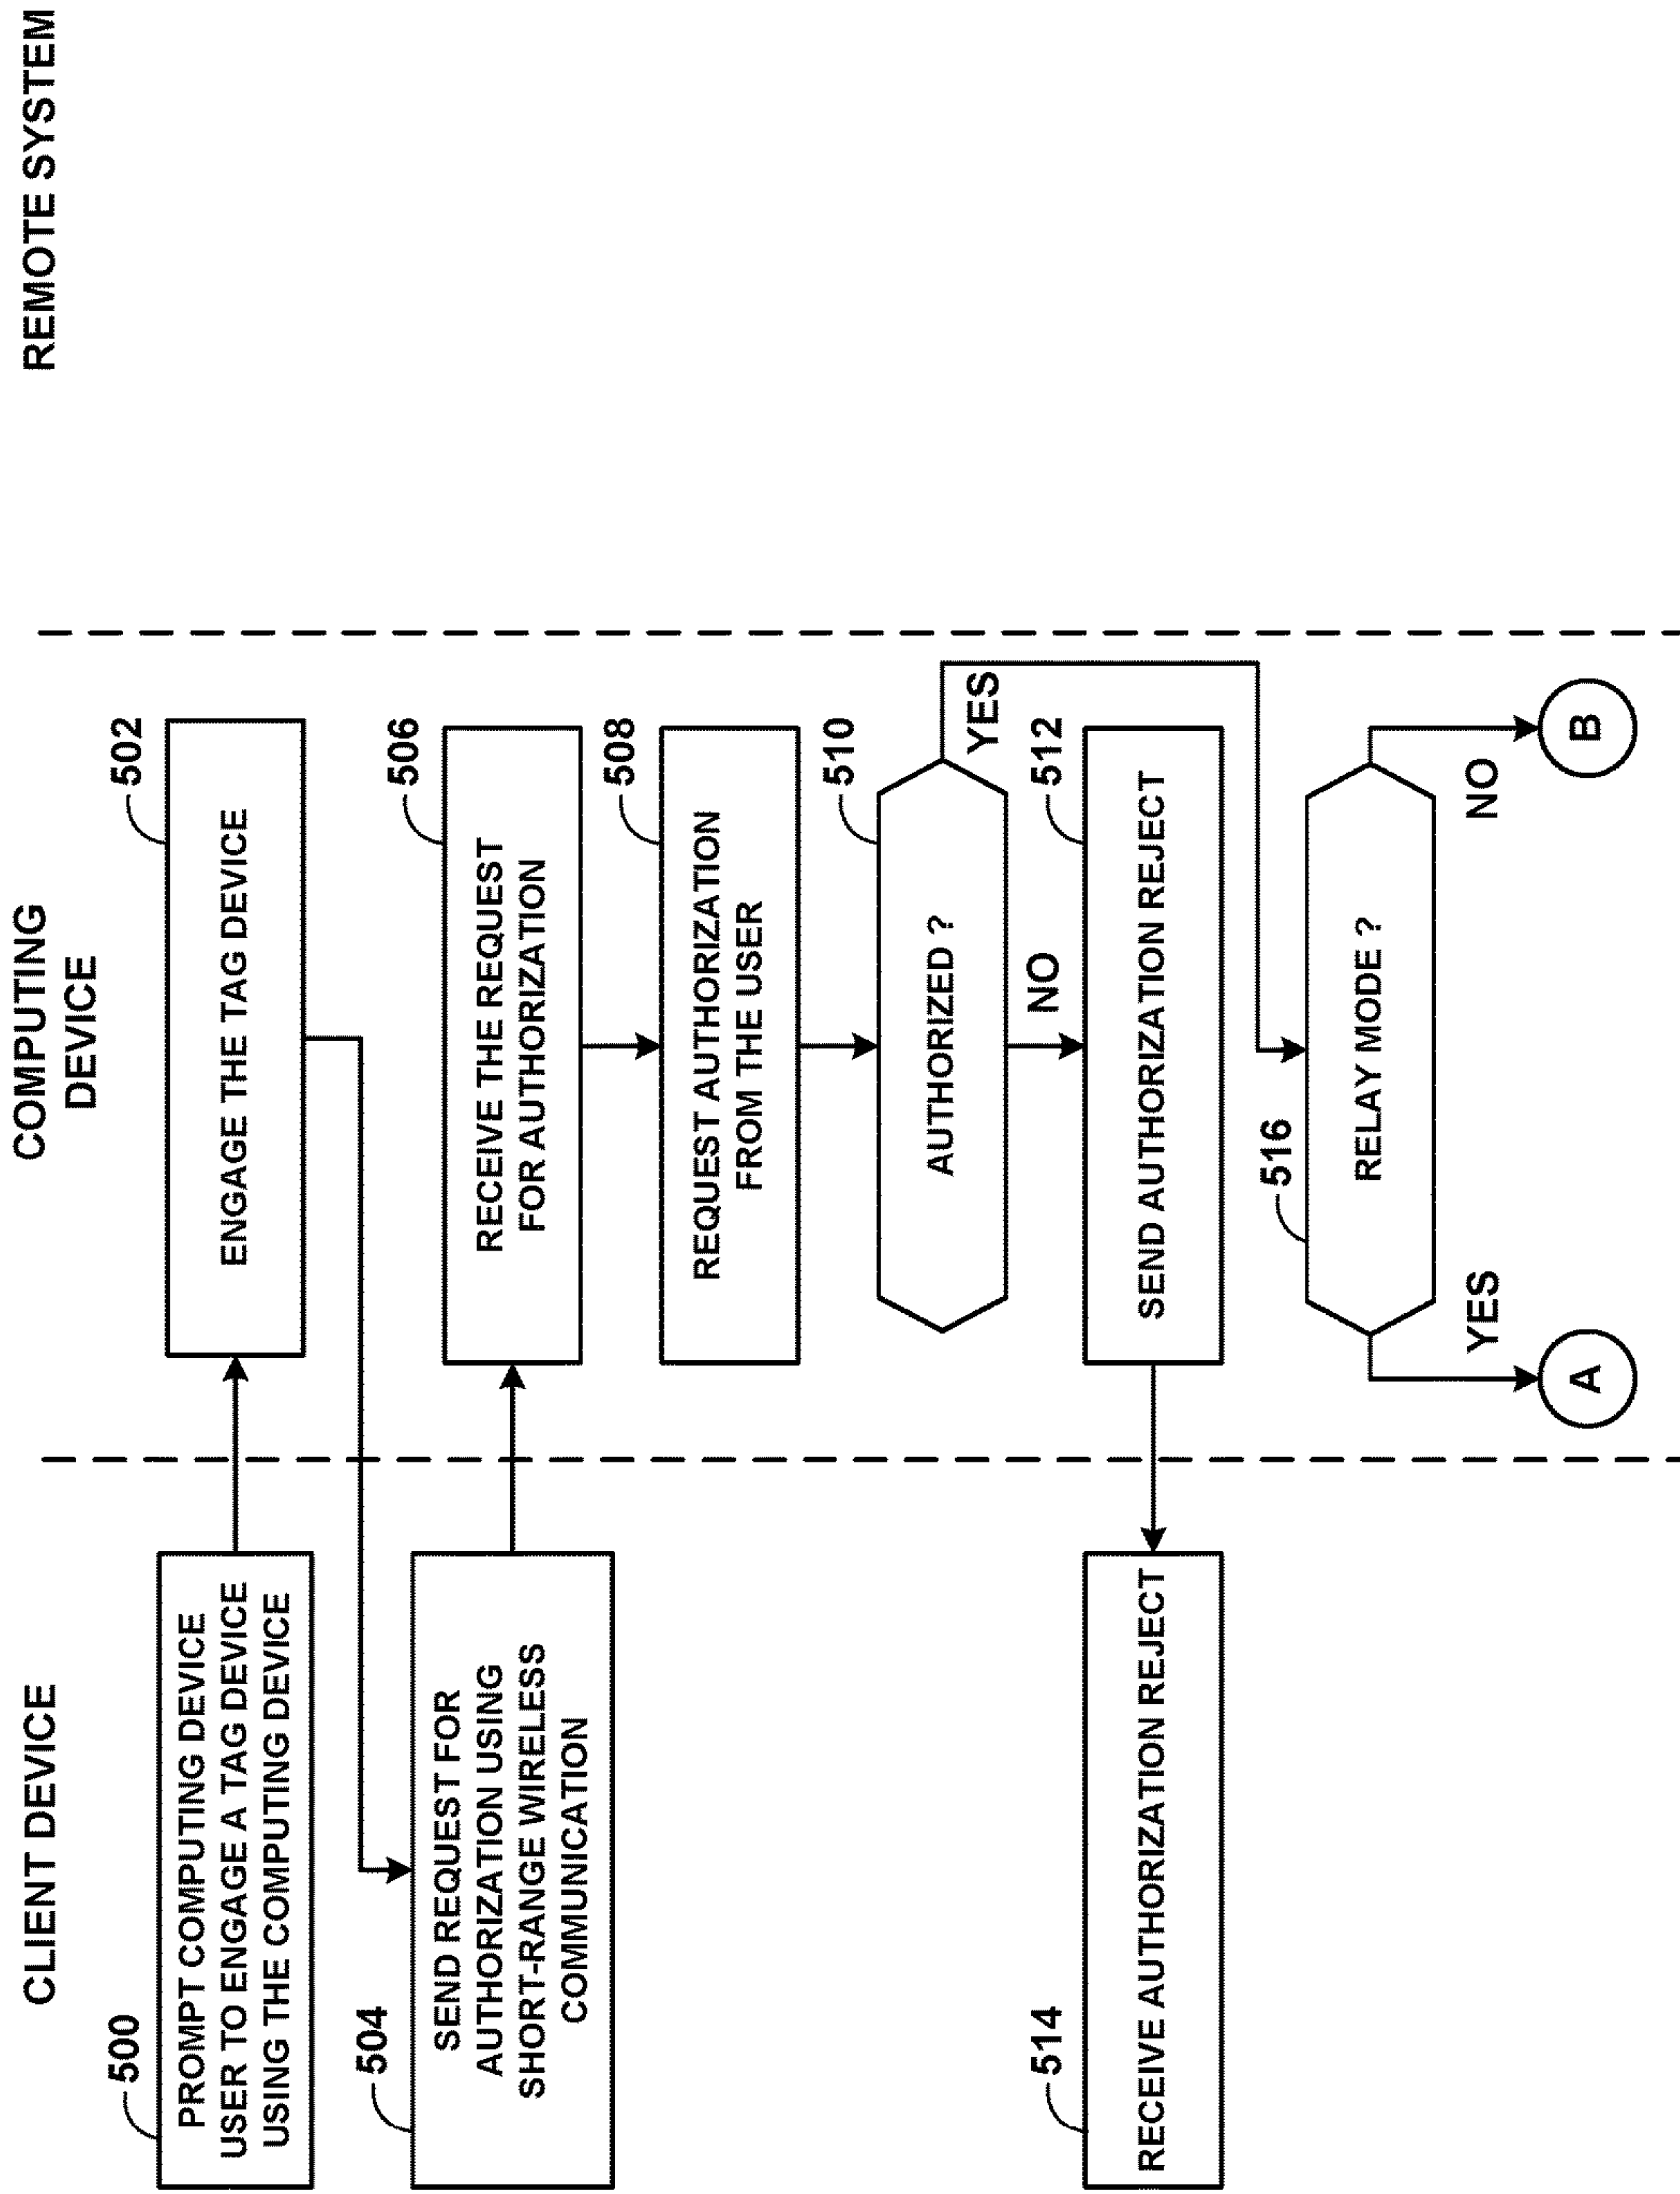 CLIENT DEVICE
COMPUTING
DEVICE
REMOTE SYSTEM
500
PROMPT COMPUTING DEVICE
USER TO ENGAGE A TAG DEVICE
USING THE COMPUTING DEVICE
502
ENGAGE THE TAG DEVICE
504
SEND REQUEST FOR
AUTHORIZATION USING
SHORT-RANGE WIRELESS
COMMUNICATION
506
RECEIVE THE REQUEST
FOR AUTHORIZATION
508
REQUEST AUTHORIZATION
FROM THE USER
510
AUTHORIZED ?
YES
NO
512
SEND AUTHORIZATION REJECT
514
RECEIVE AUTHORIZATION REJECT
516
RELAY MODE ?
YES
NO
A
B